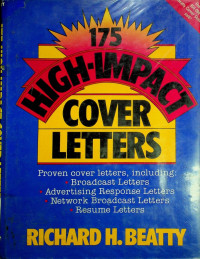 175
HIGH-IMPACT
COVER
LETTERS
Proven cover letters, including:
• Broadcast Letters
• Advertising Response Letters
• Network Broadcast Letters
• Resume Letters
RICHARD H. BEATTY